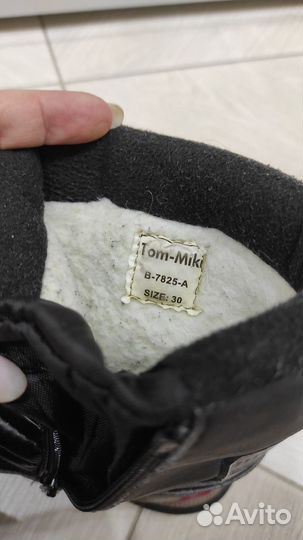 Tom-Miki
B-7825-A
SIZE: 30
Avito